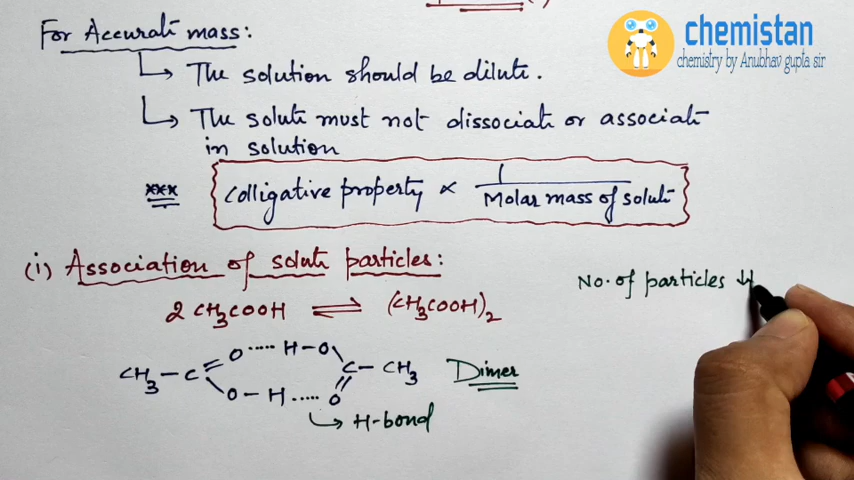 For Accurate mass:
chemistan
chemistry by Anubhav gupta sir
↳ The solution should be dilute.
↳ The solute must not dissociate or associate
in solution
*** Colligative property ∝ 1 / Molar mass of solute
(i) Association of solute particles:
No. of particles ↓
2 CH3COOH ⇌ (CH3COOH)2
O ····· H-O
CH3-C C-CH3 Dimer
O-H ····· O
↳ H-bond